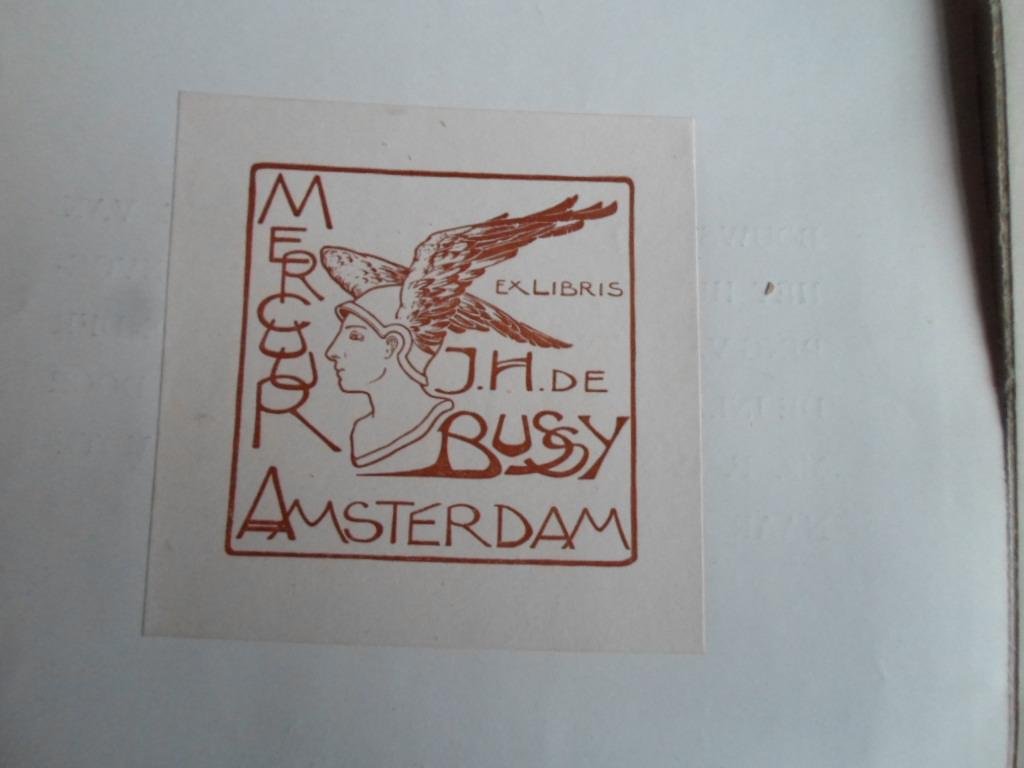 MERCUUR
EX LIBRIS
J.H. DE
BUSSY
AMSTERDAM